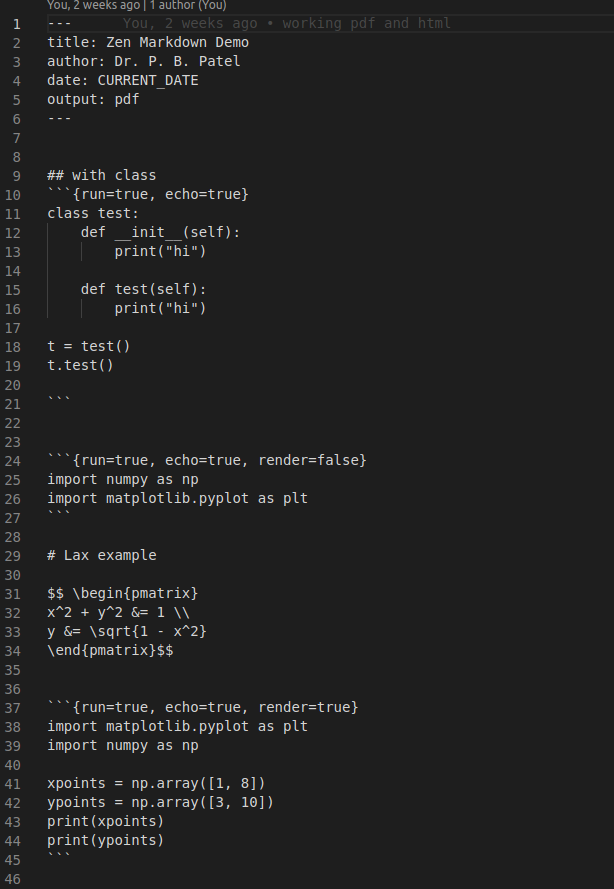 You, 2 weeks ago | 1 author (You)
1 --- You, 2 weeks ago • working pdf and html
2 title: Zen Markdown Demo
3 author: Dr. P. B. Patel
4 date: CURRENT_DATE
5 output: pdf
6 ---
7
8
9 ## with class
10 ```{run=true, echo=true}
11 class test:
12     def __init__(self):
13         print("hi")
14
15     def test(self):
16         print("hi")
17
18 t = test()
19 t.test()
20
21 ```
22
23
24 ```{run=true, echo=true, render=false}
25 import numpy as np
26 import matplotlib.pyplot as plt
27 ```
28
29 # Lax example
30
31 $$ \begin{pmatrix}
32 x^2 + y^2 &= 1 \\
33 y &= \sqrt{1 - x^2}
34 \end{pmatrix}$$
35
36
37 ```{run=true, echo=true, render=true}
38 import matplotlib.pyplot as plt
39 import numpy as np
40
41 xpoints = np.array([1, 8])
42 ypoints = np.array([3, 10])
43 print(xpoints)
44 print(ypoints)
45 ```
46